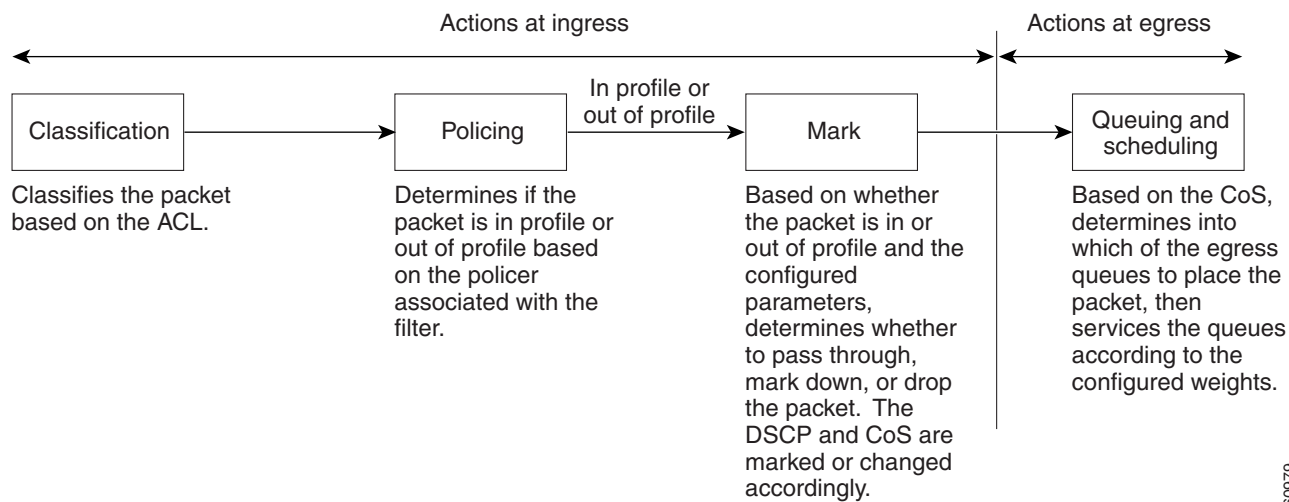 Actions at ingress
Actions at egress
Classification
Policing
In profile or
out of profile
Mark
Queuing and
scheduling
Classifies the packet
based on the ACL.
Determines if the
packet is in profile or
out of profile based
on the policer
associated with the
filter.
Based on whether
the packet is in or
out of profile and the
configured
parameters,
determines whether
to pass through,
mark down, or drop
the packet. The
DSCP and CoS are
marked or changed
accordingly.
Based on the CoS,
determines into
which of the egress
queues to place the
packet, then
services the queues
according to the
configured weights.
60979